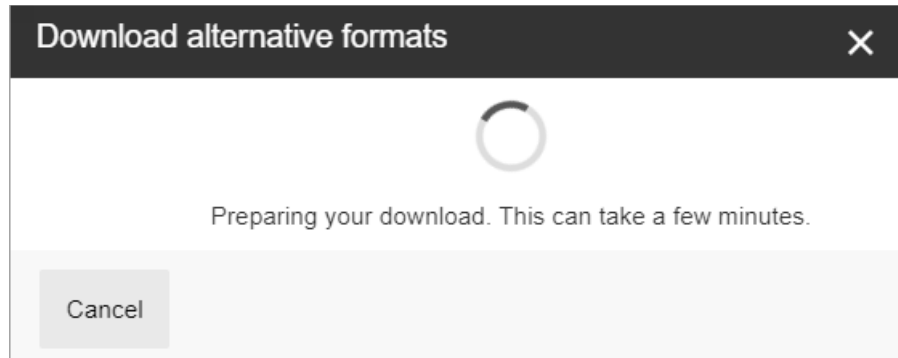 Download alternative formats
Preparing your download. This can take a few minutes.
Cancel